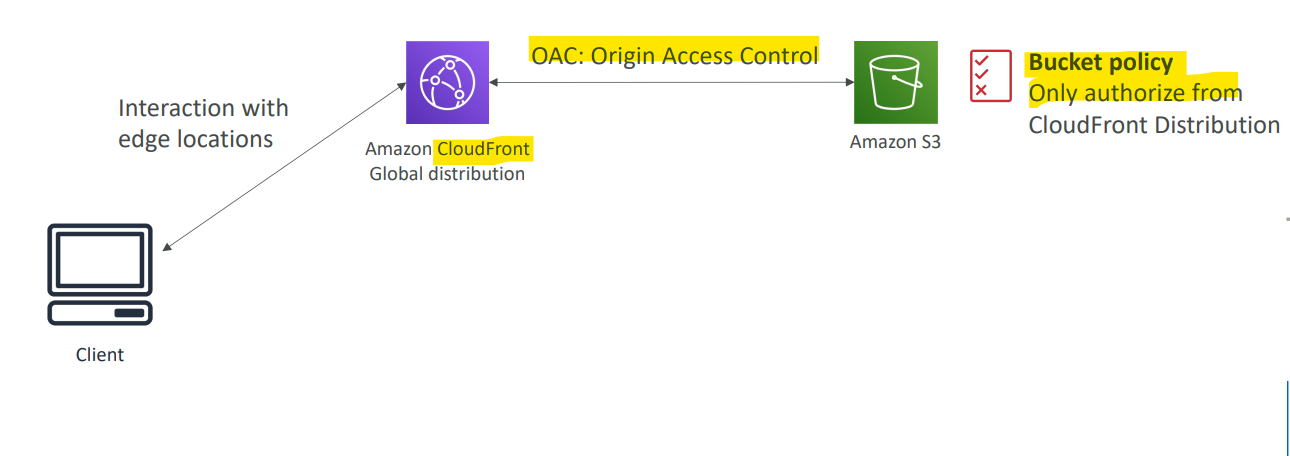 OAC: Origin Access Control
Bucket policy
Only authorize from
CloudFront Distribution
Interaction with
edge locations
Amazon CloudFront
Global distribution
Amazon S3
Client